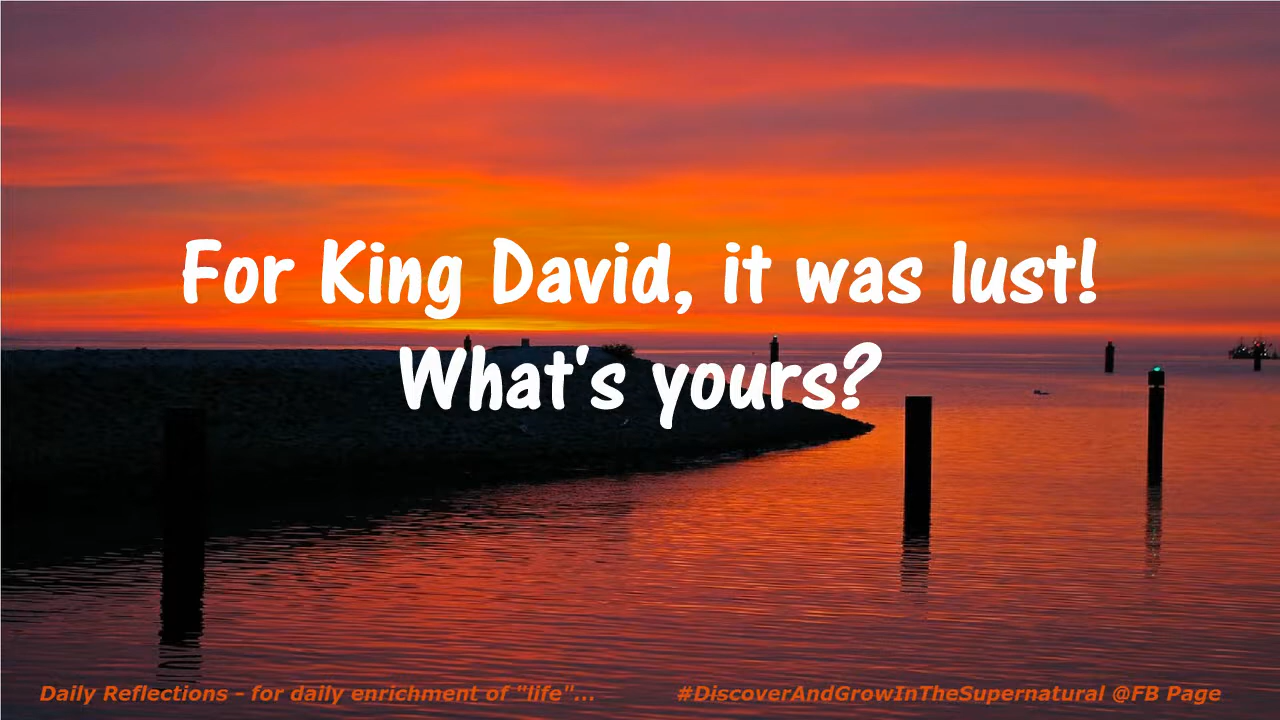 For King David, it was lust!
What's yours?
Daily Reflections - for daily enrichment of "life"... #DiscoverAndGrowInTheSupernatural @FB Page